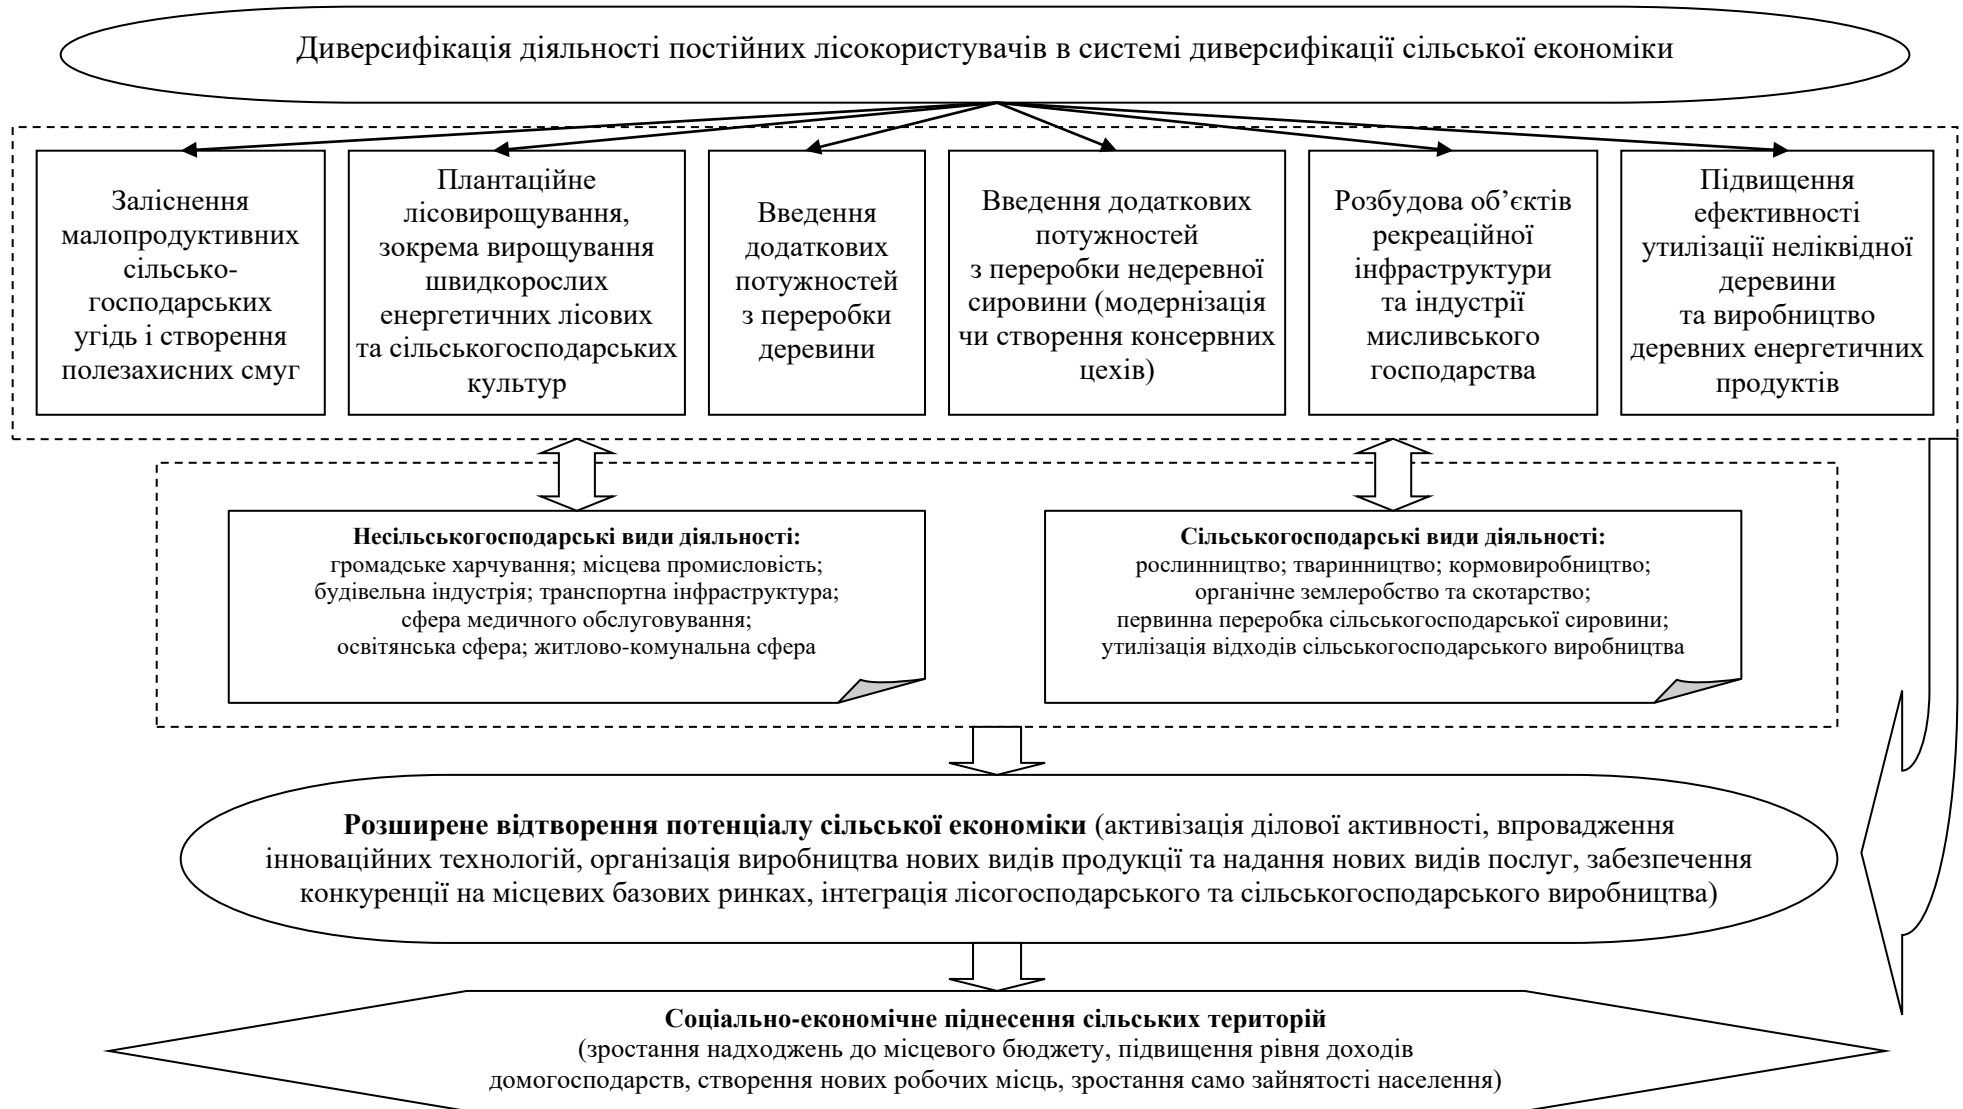 Диверсифікація діяльності постійних лісокористувачів в системі диверсифікації сільської економіки
Заліснення
малопродуктивних
сільсько-
господарських
угідь і створення
полезахисних смуг
Плантаційне
лісовирощування,
зокрема вирощування
швидкорослих
енергетичних лісових
та сільськогосподарських
культур
Введення
додаткових
потужностей
з переробки
деревини
Введення додаткових
потужностей
з переробки недеревної
сировини (модернізація
чи створення консервних
цехів)
Розбудова об’єктів
рекреаційної
інфраструктури
та індустрії
мисливського
господарства
Підвищення
ефективності
утилізації неліквідної
деревини
та виробництво
деревних енергетичних
продуктів
Несільськогосподарські види діяльності:
громадське харчування; місцева промисловість;
будівельна індустрія; транспортна інфраструктура;
сфера медичного обслуговування;
освітянська сфера; житлово-комунальна сфера
Сільськогосподарські види діяльності:
рослинництво; тваринництво; кормовиробництво;
органічне землеробство та скотарство;
первинна переробка сільськогосподарської сировини;
утилізація відходів сільськогосподарського виробництва
Розширене відтворення потенціалу сільської економіки (активізація ділової активності, впровадження
інноваційних технологій, організація виробництва нових видів продукції та надання нових видів послуг, забезпечення
конкуренції на місцевих базових ринках, інтеграція лісогосподарського та сільськогосподарського виробництва)
Соціально-економічне піднесення сільських територій
(зростання надходжень до місцевого бюджету, підвищення рівня доходів
домогосподарств, створення нових робочих місць, зростання само зайнятості населення)